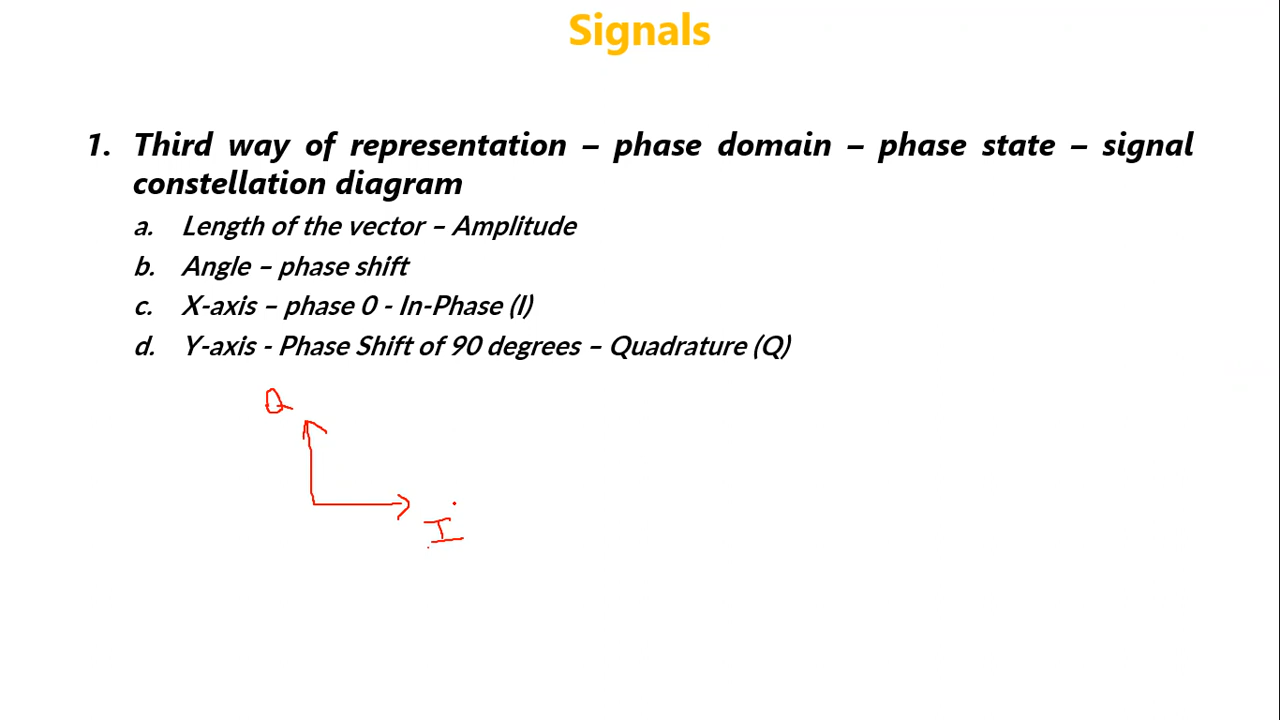 Signals
1. Third way of representation – phase domain – phase state – signal
constellation diagram
a. Length of the vector – Amplitude
b. Angle – phase shift
c. X-axis – phase 0 - In-Phase (I)
d. Y-axis - Phase Shift of 90 degrees – Quadrature (Q)
Q
I